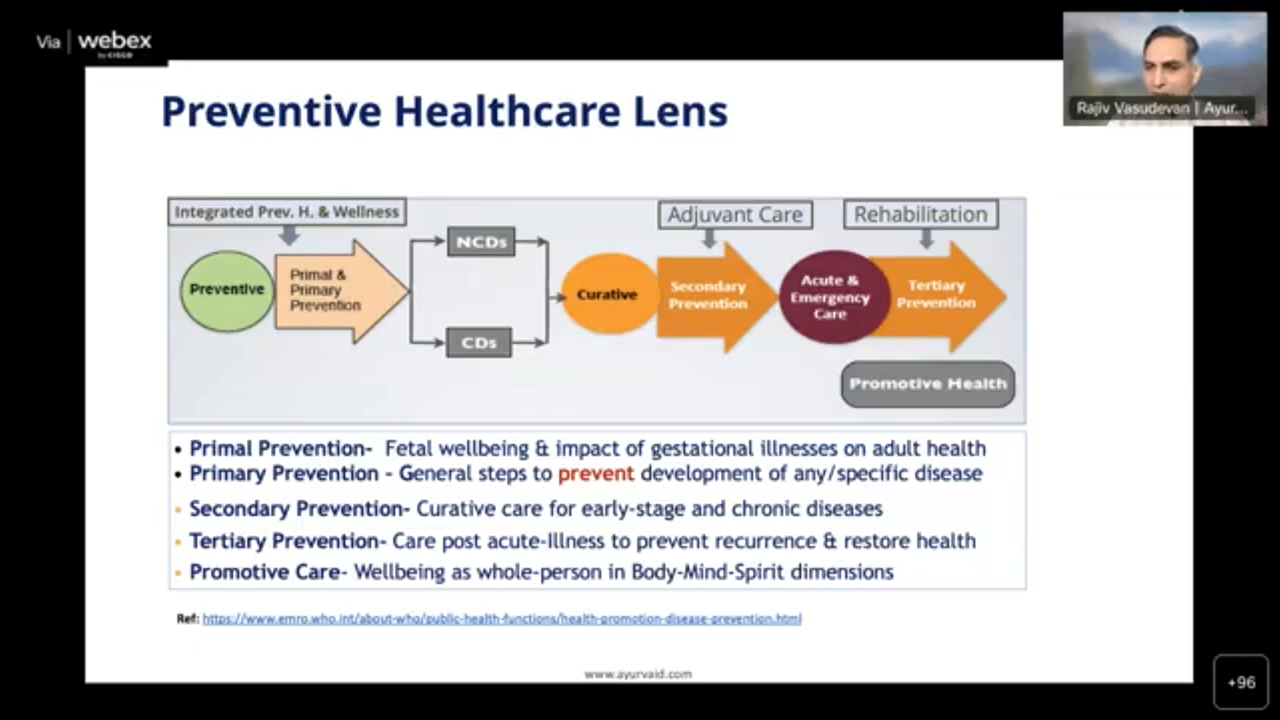 Via | webex
by CISCO
Rajiv Vasudevan | Ayur...
Preventive Healthcare Lens
Integrated Prev. H. & Wellness
Adjuvant Care
Rehabilitation
Preventive
Primal &
Primary
Prevention
NCDs
CDs
Curative
Secondary
Prevention
Acute &
Emergency
Care
Tertiary
Prevention
Promotive Health
• Primal Prevention- Fetal wellbeing & impact of gestational illnesses on adult health
• Primary Prevention - General steps to prevent development of any/specific disease
• Secondary Prevention- Curative care for early-stage and chronic diseases
• Tertiary Prevention- Care post acute-Illness to prevent recurrence & restore health
• Promotive Care- Wellbeing as whole-person in Body-Mind-Spirit dimensions
Ref: https://www.emro.who.int/about-who/public-health-functions/health-promotion-disease-prevention.html
www.ayurvaid.com
+96